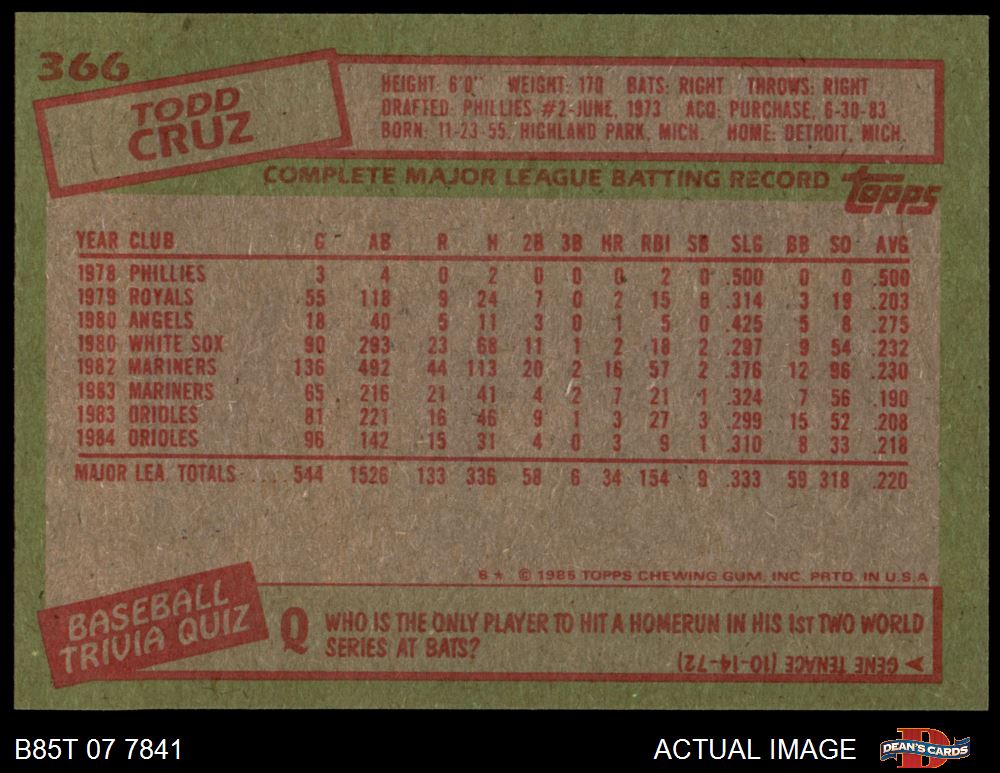 366
TODD
CRUZ
HEIGHT: 6'0" WEIGHT: 170 BATS: RIGHT THROWS: RIGHT
DRAFTED: PHILLIES #2-JUNE, 1973 ACQ: PURCHASE, 6-30-83
BORN: 11-23-55, HIGHLAND PARK, MICH. HOME: DETROIT, MICH.
COMPLETE MAJOR LEAGUE BATTING RECORD topps
YEAR CLUB G AB R H 2B 3B HR RBI SB SLG BB SO AVG
1978 PHILLIES 3 4 0 2 0 0 0 2 0 .500 0 0 .500
1979 ROYALS 55 118 9 24 7 0 2 15 0 .314 3 19 .203
1980 ANGELS 18 40 5 11 3 0 1 5 0 .425 5 8 .275
1980 WHITE SOX 90 293 23 68 11 1 2 18 2 .297 9 54 .232
1982 MARINERS 136 492 44 113 20 2 16 57 2 .376 12 96 .230
1983 MARINERS 65 216 21 41 4 2 7 21 1 .324 7 56 .190
1983 ORIOLES 81 221 16 46 9 1 3 27 3 .299 15 52 .208
1984 ORIOLES 96 142 15 31 4 0 3 9 1 .310 8 33 .218
MAJOR LEA. TOTALS .... 544 1526 133 336 58 6 34 154 9 .333 59 318 .220
B* © 1985 TOPPS CHEWING GUM, INC. PRTD. IN U.S.A.
BASEBALL
TRIVIA QUIZ
Q WHO IS THE ONLY PLAYER TO HIT A HOMERUN IN HIS 1ST TWO WORLD
SERIES AT BATS?
GENE TENACE (10-14-72)
B85T 07 7841 ACTUAL IMAGE DEAN'S CARDS